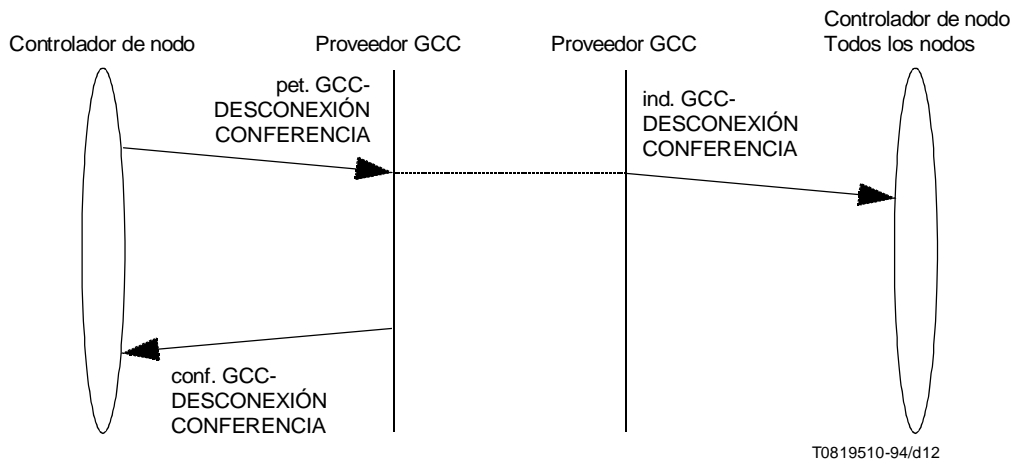 Controlador de nodo
Proveedor GCC
Proveedor GCC
Controlador de nodo
Todos los nodos
pet. GCC-
DESCONEXIÓN
CONFERENCIA
ind. GCC-
DESCONEXIÓN
CONFERENCIA
conf. GCC-
DESCONEXIÓN
CONFERENCIA
T0819510-94/d12